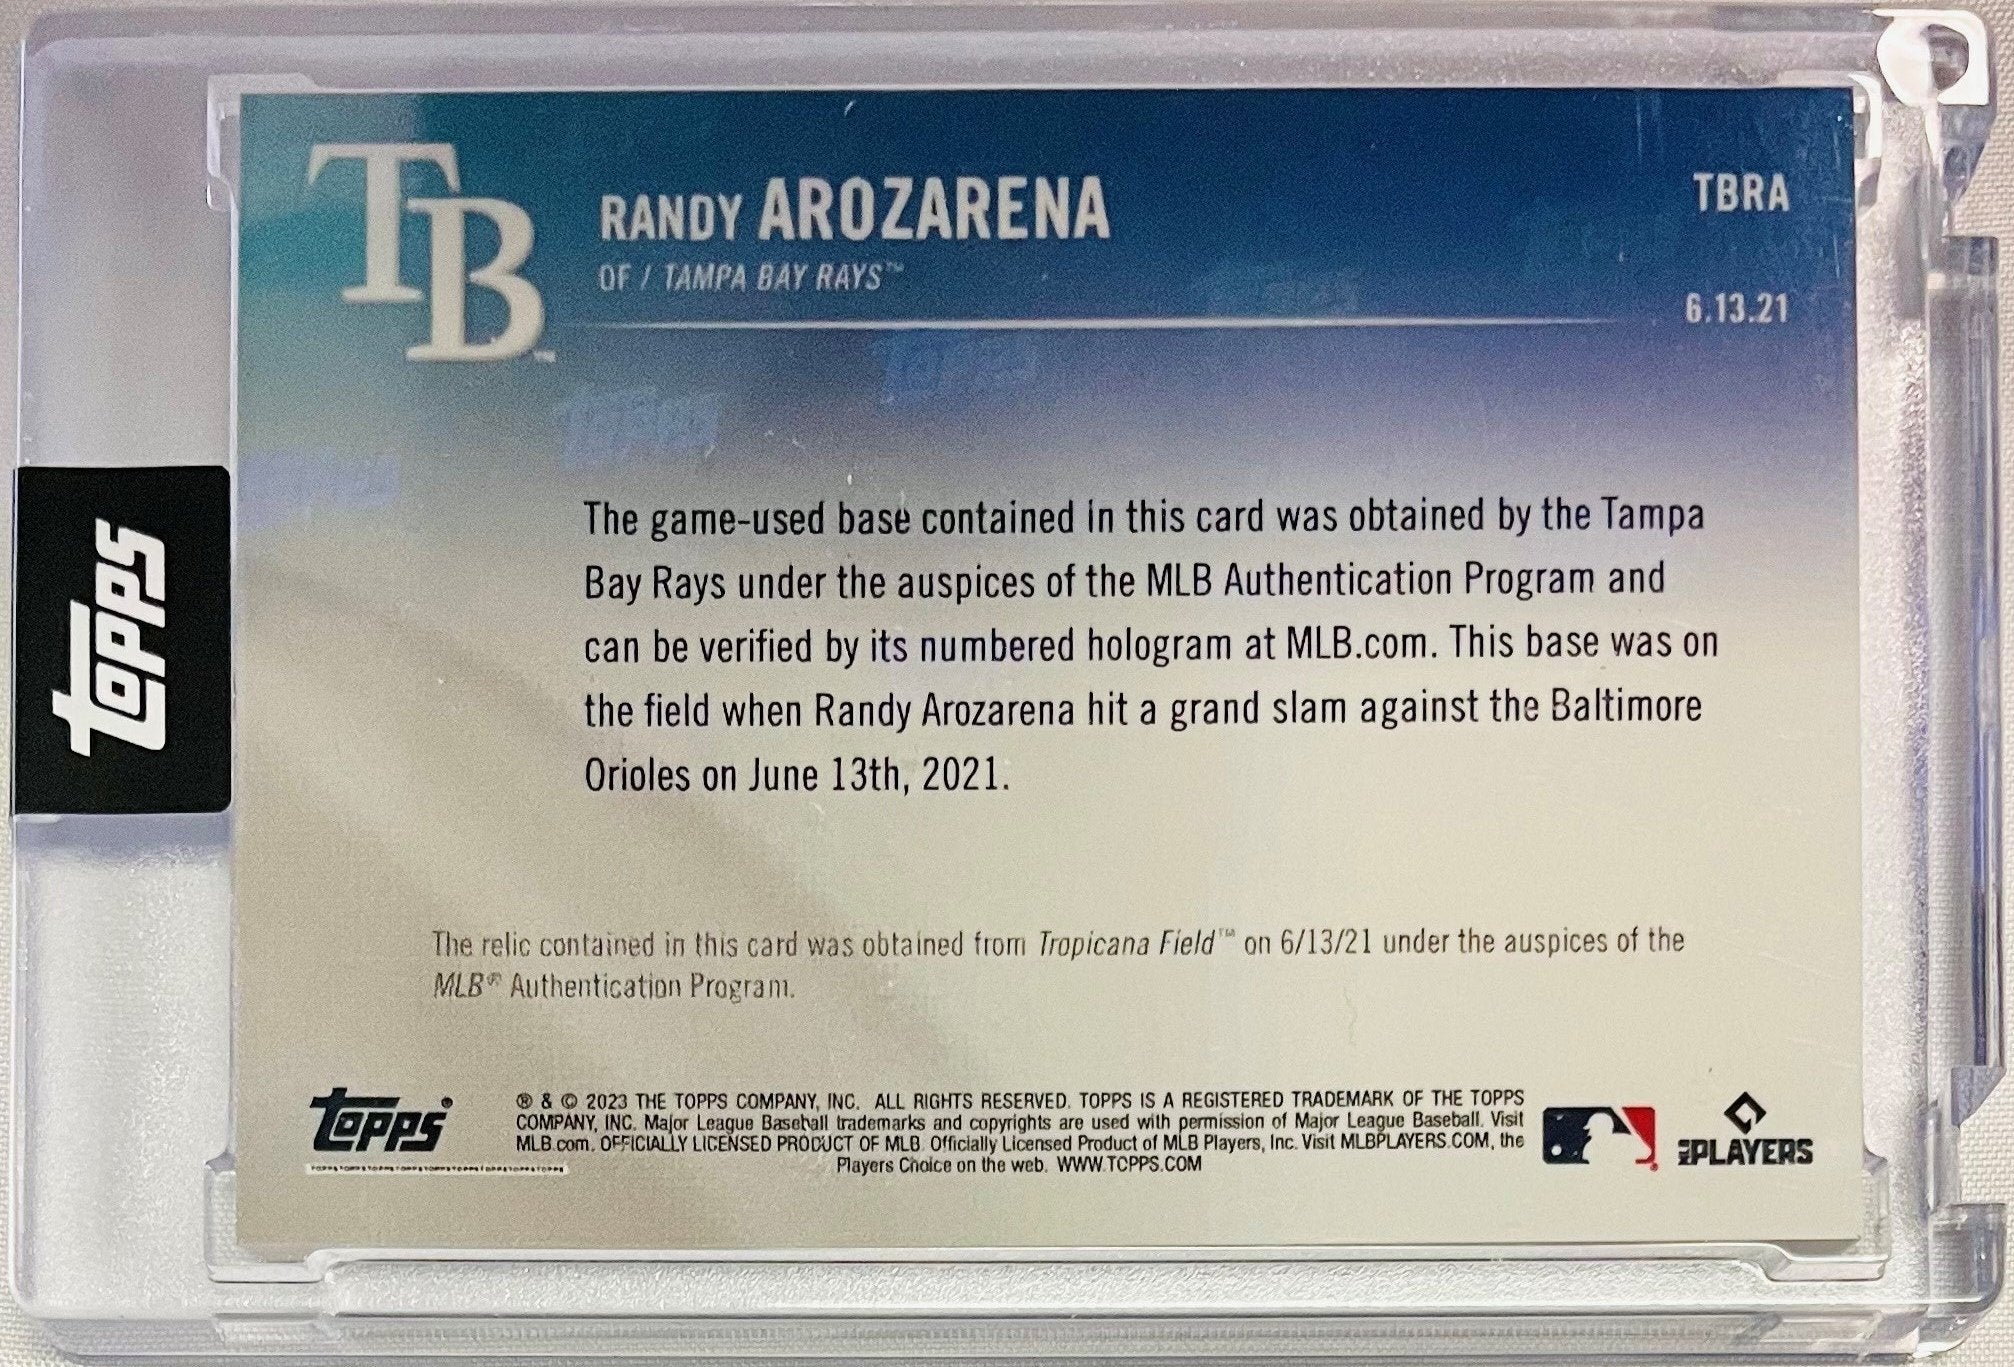 TB™
RANDY AROZARENA
OF / TAMPA BAY RAYS™
TBRA
6.13.21
topps
The game-used base contained in this card was obtained by the Tampa
Bay Rays under the auspices of the MLB Authentication Program and
can be verified by its numbered hologram at MLB.com. This base was on
the field when Randy Arozarena hit a grand slam against the Baltimore
Orioles on June 13th, 2021.
The relic contained in this card was obtained from Tropicana Field™ on 6/13/21 under the auspices of the
MLB® Authentication Program.
topps®
® & © 2023 THE TOPPS COMPANY, INC. ALL RIGHTS RESERVED. TOPPS IS A REGISTERED TRADEMARK OF THE TOPPS
COMPANY, INC. Major League Baseball trademarks and copyrights are used with permission of Major League Baseball. Visit
MLB.com. OFFICIALLY LICENSED PRODUCT OF MLB. Officially Licensed Product of MLB Players, Inc. Visit MLBPLAYERS.COM, the
Players Choice on the web. WWW.TOPPS.COM
MLB PLAYERS